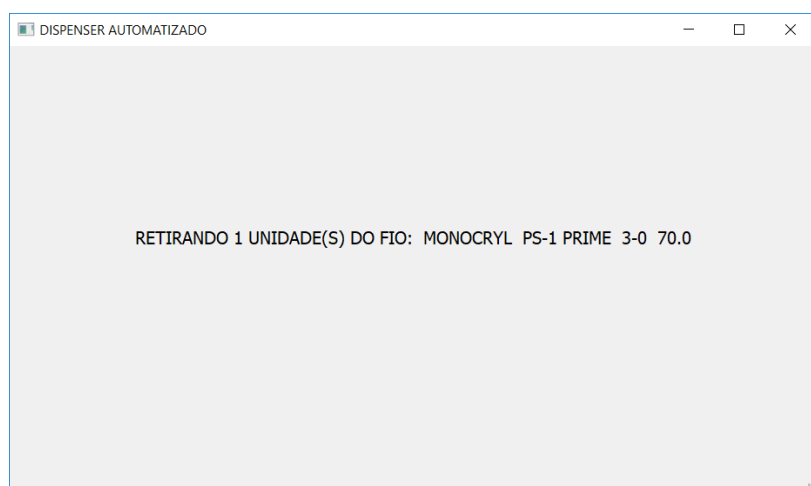 DISPENSER AUTOMATIZADO
RETIRANDO 1 UNIDADE(S) DO FIO: MONOCRYL PS-1 PRIME 3-0 70.0